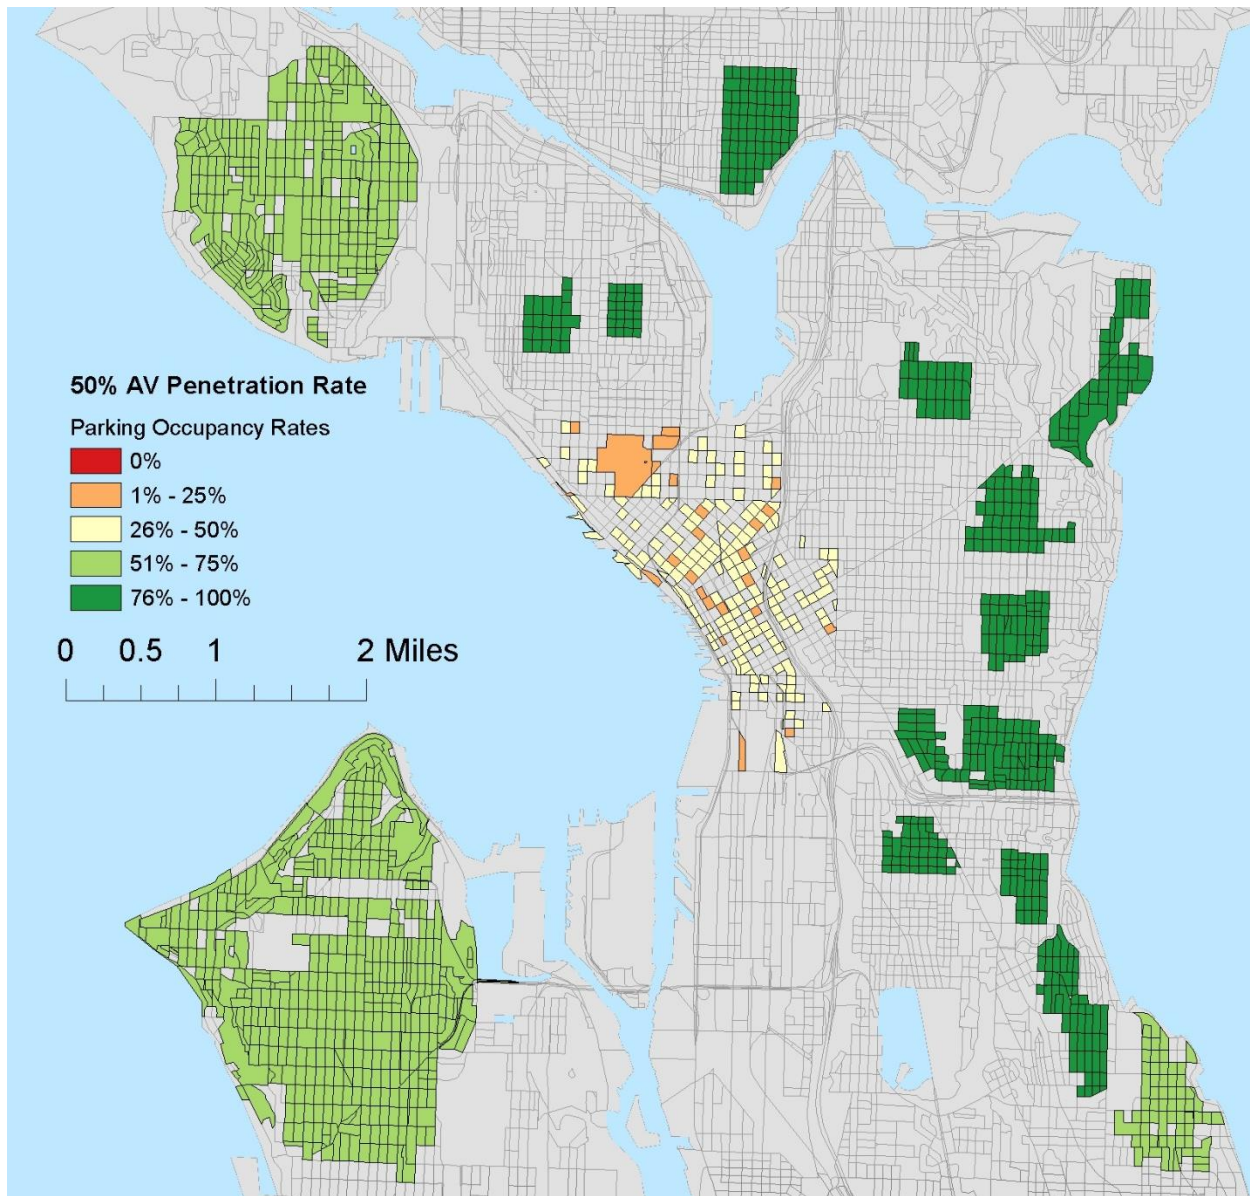 50% AV Penetration Rate
Parking Occupancy Rates
0%
1% - 25%
26% - 50%
51% - 75%
76% - 100%
0 0.5 1 2 Miles